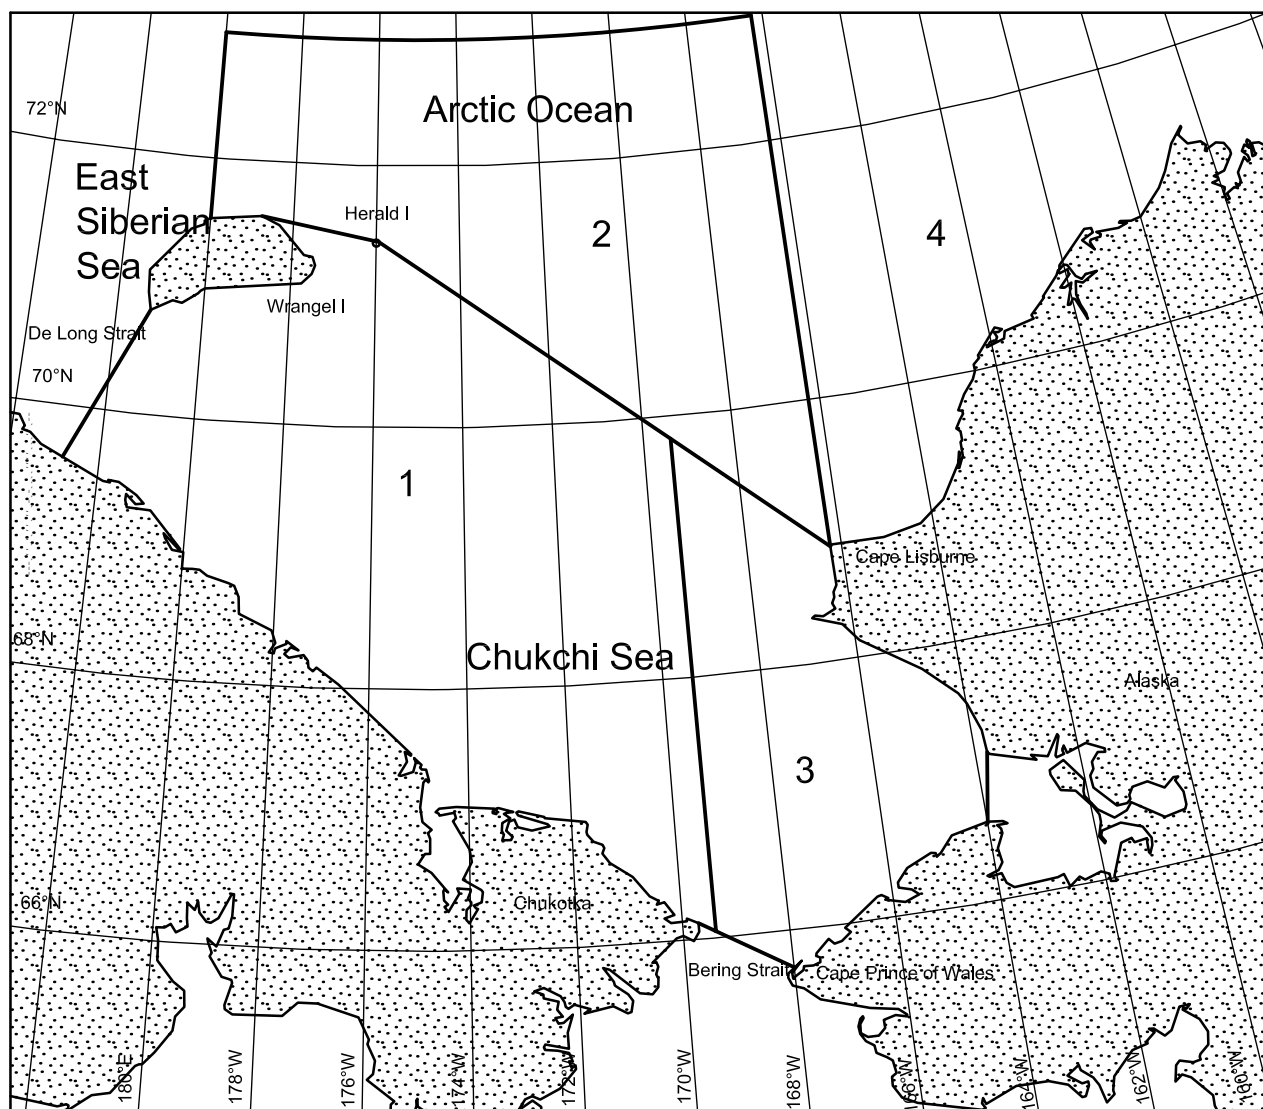 72°N
Arctic Ocean
East
Siberian
Sea
Herald I
2
4
Wrangel I
De Long Strait
70°N
1
Cape Lisburne
68°N
Chukchi Sea
Alaska
3
66°N
Chukotka
Bering Strait
Cape Prince of Wales
180°E
178°W
176°W
174°W
172°W
170°W
168°W
166°W
164°W
162°W
160°W